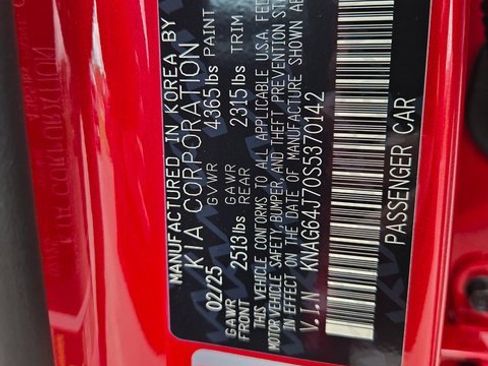 MANUFACTURED IN KOREA BY
KIA CORPORATION
02/25 GVWR 4365lbs PAINT
GAWR FRONT 2513lbs GAWR REAR 2315lbs TRIM
THIS VEHICLE CONFORMS TO ALL APPLICABLE U.S.A. FEDE
MOTOR VEHICLE SAFETY, BUMPER, AND THEFT PREVENTION ST
IN EFFECT ON THE DATE OF MANUFACTURE SHOWN AB
V.I.N KNAG64J70S5370142
PASSENGER CAR